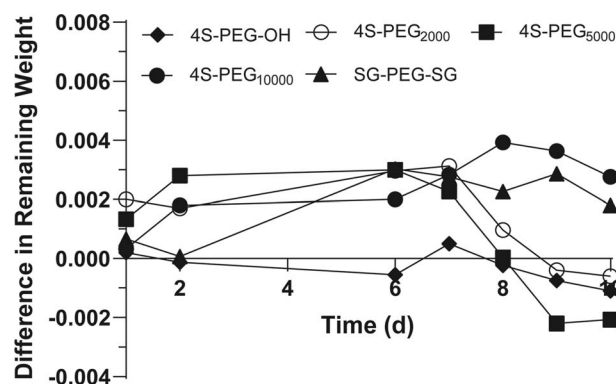 0.008
4S-PEG-OH 4S-PEG2000 4S-PEG5000
0.006
4S-PEG10000 SG-PEG-SG
0.004
0.002
0.000
2 4 6 8
-0.002
-0.004
Time (d)
Difference in Remaining Weight